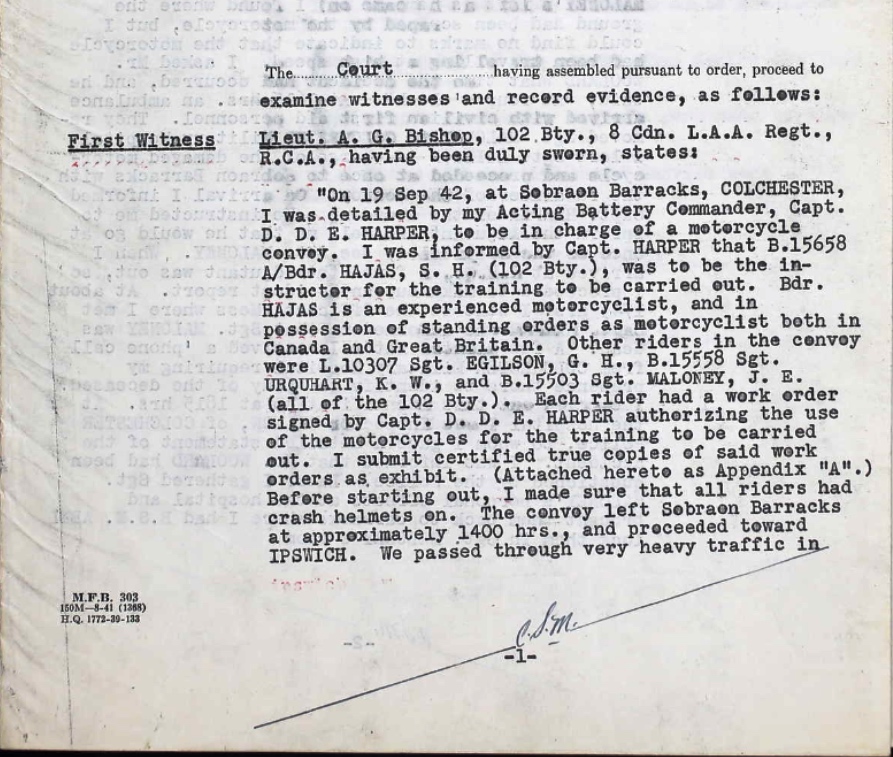 The Court having assembled pursuant to order, proceed to
examine witnesses and record evidence, as follows:
First Witness Lieut. A. G. Bishop, 102 Bty., 8 Cdn. L.A.A. Regt.,
R.C.A., having been duly sworn, states:
"On 19 Sep 42, at Sobraon Barracks, COLCHESTER,
I was detailed by my Acting Battery Commander, Capt.
D. D. E. HARPER, to be in charge of a motorcycle
convoy. I was informed by Capt. HARPER that B.15658
A/Bdr. HAJAS, S. H. (102 Bty.), was to be the in-
structor for the training to be carried out. Bdr.
HAJAS is an experienced motorcyclist, and in
possession of standing orders as motorcyclist both in
Canada and Great Britain. Other riders in the convoy
were L.10307 Sgt. EGILSON, G. H., B.15558 Sgt.
URQUHART, K. W., and B.15503 Sgt. MALONEY, J. E.
(all of the 102 Bty.). Each rider had a work order
signed by Capt. D. D. E. HARPER authorizing the use
of the motorcycles for the training to be carried
out. I submit certified true copies of said work
orders as exhibit. (Attached hereto as Appendix "A".)
Before starting out, I made sure that all riders had
crash helmets on. The convoy left Sobraon Barracks
at approximately 1400 hrs., and proceeded toward
IPSWICH. We passed through very heavy traffic in
M.F.B. 303
150M—8-41 (1368)
H.Q. 1772-39-133
C.S.M.
-1-